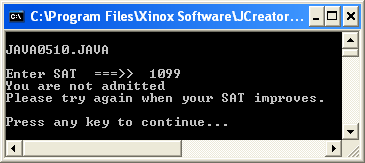 C:\Program Files\Xinox Software\JCreator...
JAVA0510.JAVA
Enter SAT ===>> 1099
You are not admitted
Please try again when your SAT improves.
Press any key to continue...